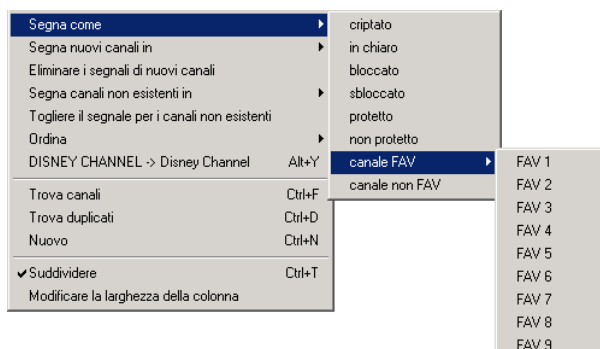 Segna come
Segna nuovi canali in
Eliminare i segnali di nuovi canali
Segna canali non esistenti in
Togliere il segnale per i canali non esistenti
Ordina
DISNEY CHANNEL -> Disney Channel Alt+Y
Trova canali Ctrl+F
Trova duplicati Ctrl+D
Nuovo Ctrl+N
Suddividere Ctrl+T
Modificare la larghezza della colonna
criptato
in chiaro
bloccato
sbloccato
protetto
non protetto
canale FAV
canale non FAV
FAV 1
FAV 2
FAV 3
FAV 4
FAV 5
FAV 6
FAV 7
FAV 8
FAV 9